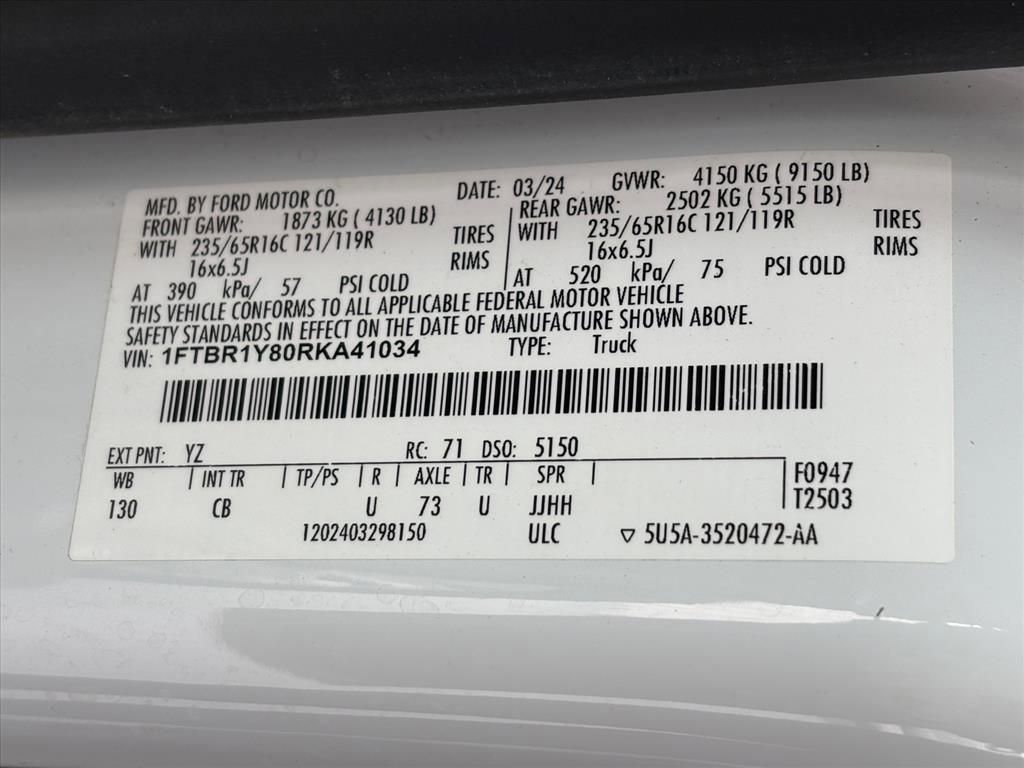 MFD. BY FORD MOTOR CO. DATE: 03/24 GVWR: 4150 KG ( 9150 LB)
FRONT GAWR: 1873 KG ( 4130 LB) REAR GAWR: 2502 KG ( 5515 LB)
WITH 235/65R16C 121/119R TIRES WITH 235/65R16C 121/119R TIRES
16x6.5J RIMS 16x6.5J RIMS
AT 390 kPa/ 57 PSI COLD AT 520 kPa/ 75 PSI COLD
THIS VEHICLE CONFORMS TO ALL APPLICABLE FEDERAL MOTOR VEHICLE
SAFETY STANDARDS IN EFFECT ON THE DATE OF MANUFACTURE SHOWN ABOVE.
VIN: 1FTBR1Y80RKA41034 TYPE: Truck
EXT PNT: YZ RC: 71 DSO: 5150
WB INT TR TP/PS R AXLE TR SPR F0947
130 CB U 73 U JJHH T2503
1202403298150 ULC ▽ 5U5A-3520472-AA